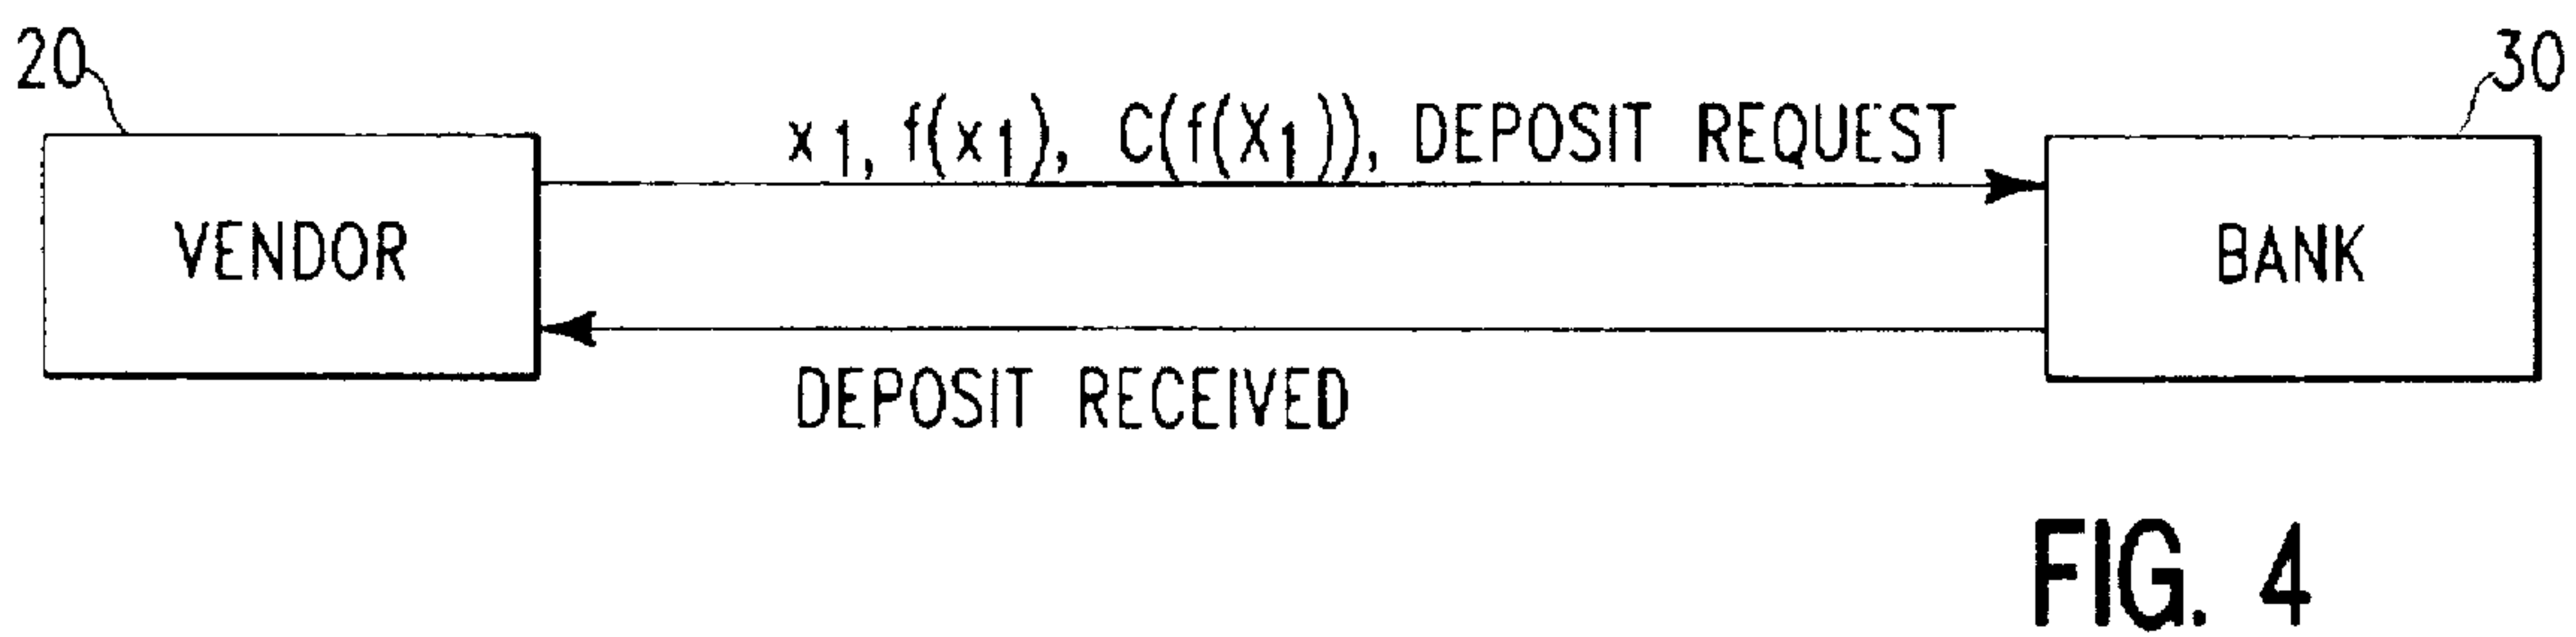 20
30
x1, f(x1), C(f(X1)), DEPOSIT REQUEST
VENDOR
BANK
DEPOSIT RECEIVED
FIG. 4